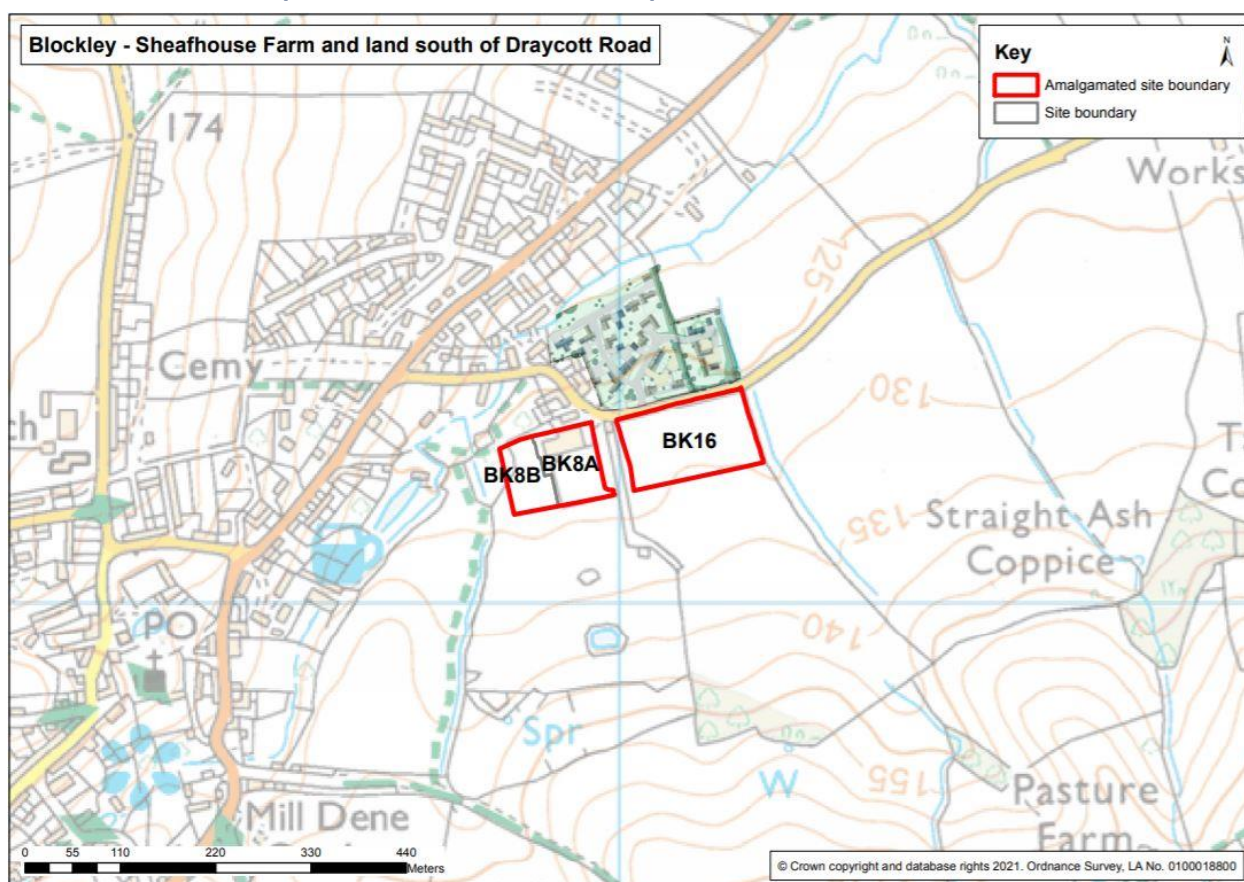 Blockley - Sheafhouse Farm and land south of Draycott Road
Key
N
Amalgamated site boundary
Site boundary
174
Works
125
Cemy
130
BK16
BK8A
BK8B
135
Straight Ash
Coppice
140
PO
Spr
W
155
Pasture
Farm
Mill Dene
0 55 110 220 330 440
Meters
© Crown copyright and database rights 2021. Ordnance Survey, LA No. 0100018800